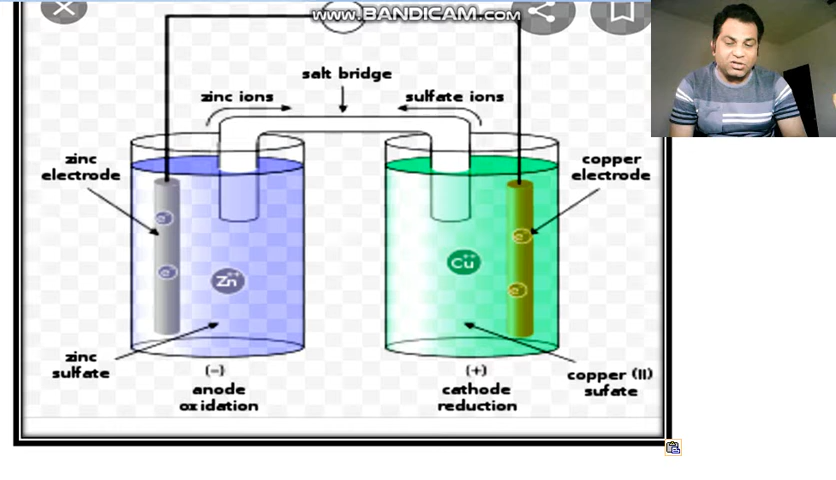 www.BANDICAM.com
salt bridge
zinc ions
sulfate ions
zinc
electrode
copper
electrode
e⁻
e⁻
e⁻
e⁻
Zn⁺⁺
Cu⁺⁺
zinc
sulfate
(-)
anode
oxidation
(+)
cathode
reduction
copper (II)
sufate